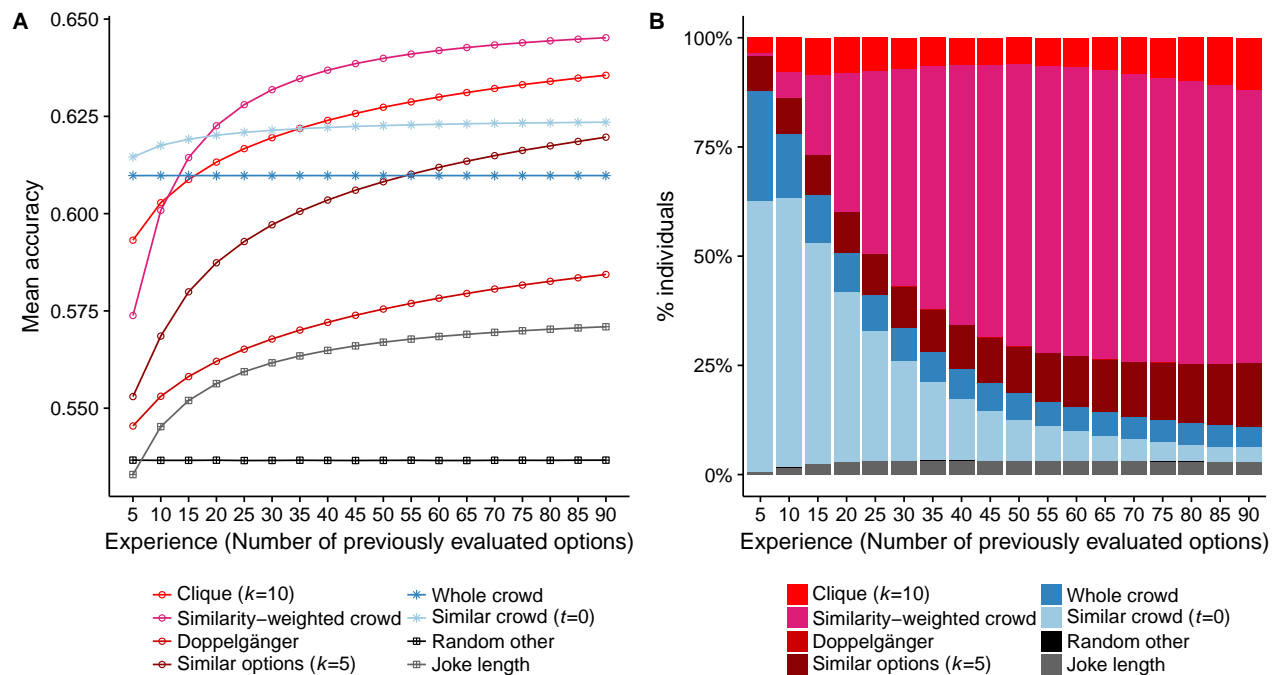 A
Mean accuracy
0.650
0.625
0.600
0.575
0.550
5 10 15 20 25 30 35 40 45 50 55 60 65 70 75 80 85 90
Experience (Number of previously evaluated options)
Clique (k=10)
Similarity−weighted crowd
Doppelgänger
Similar options (k=5)
Whole crowd
Similar crowd (t=0)
Random other
Joke length
B
% individuals
100%
75%
50%
25%
0%
5 10 15 20 25 30 35 40 45 50 55 60 65 70 75 80 85 90
Experience (Number of previously evaluated options)
Clique (k=10)
Similarity−weighted crowd
Doppelgänger
Similar options (k=5)
Whole crowd
Similar crowd (t=0)
Random other
Joke length